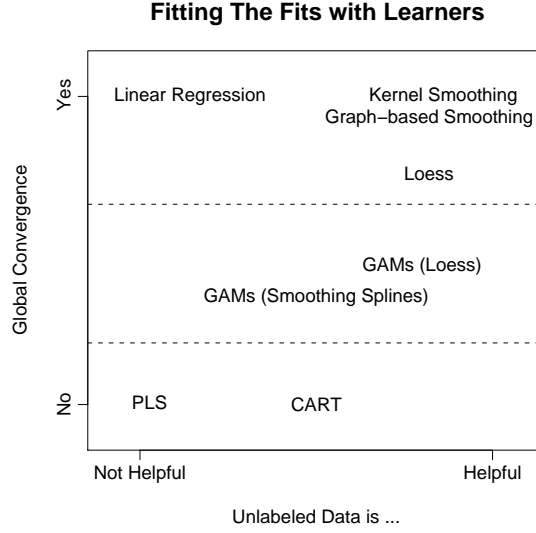 Fitting The Fits with Learners
Yes
Linear Regression
Kernel Smoothing
Graph−based Smoothing
Loess
Global Convergence
GAMs (Loess)
GAMs (Smoothing Splines)
No
PLS
CART
Not Helpful
Helpful
Unlabeled Data is ...